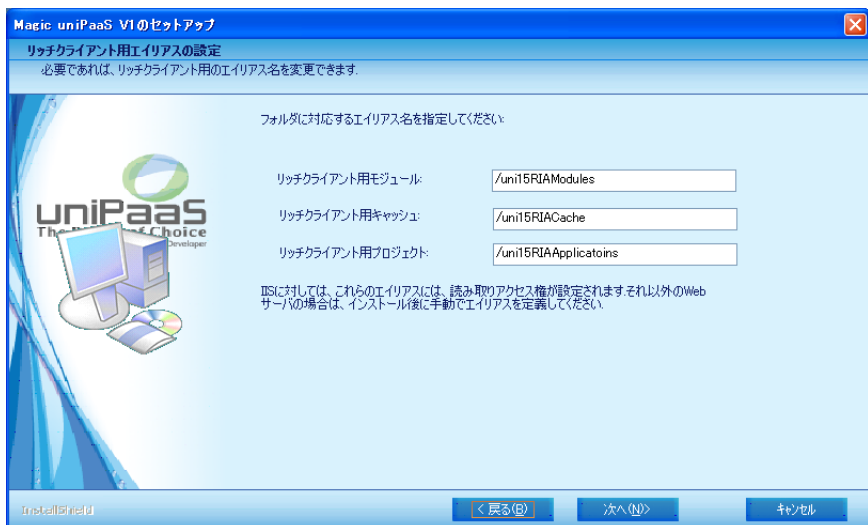 Magic uniPaaS V1のセットアップ
リッチクライアント用エイリアスの設定
必要であれば、リッチクライアント用のエイリアス名を変更できます.
フォルダに対応するエイリアス名を指定してください:
リッチクライアント用モジュール:
/uni15RIAModules
リッチクライアント用キャッシュ:
/uni15RIACache
リッチクライアント用プロジェクト:
/uni15RIAApplicatoins
uniPaaS
The of Choice
Developer
IISに対しては、これらのエイリアスには、読み取りアクセス権が設定されます.それ以外のWeb
サーバの場合は、インストール後に手動でエイリアスを定義してください.
InstallShield
< 戻る(B)
次へ(N)>
キャンセル